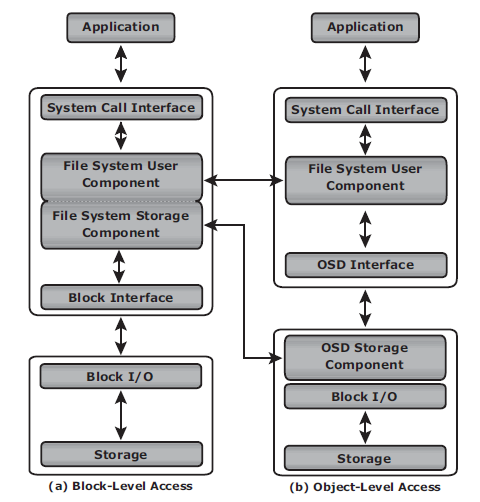 Application
System Call Interface
File System User
Component
File System Storage
Component
Block Interface
Block I/O
Storage
(a) Block-Level Access
Application
System Call Interface
File System User
Component
OSD Interface
OSD Storage
Component
Block I/O
Storage
(b) Object-Level Access